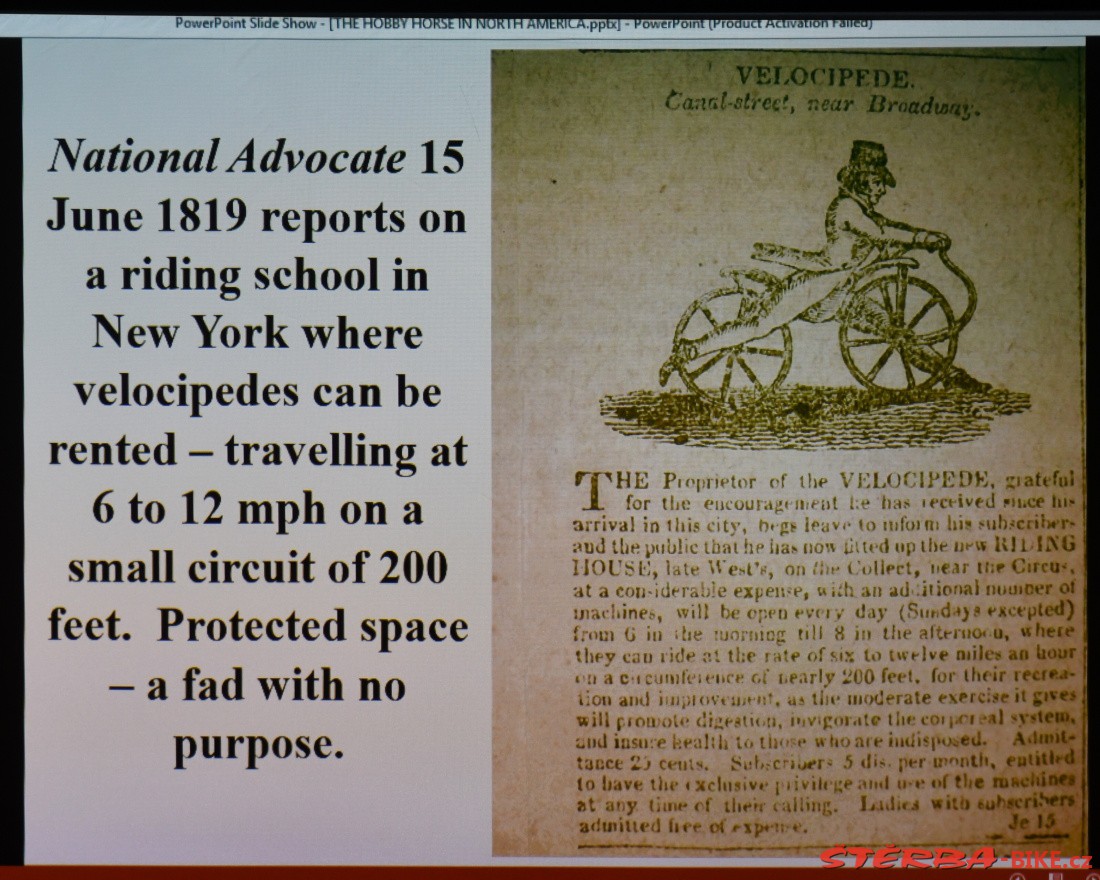 PowerPoint Slide Show - [THE HOBBY HORSE IN NORTH AMERICA.pptx] - PowerPoint (Product Activation Failed)
National Advocate 15
June 1819 reports on
a riding school in
New York where
velocipedes can be
rented – travelling at
6 to 12 mph on a
small circuit of 200
feet. Protected space
– a fad with no
purpose.
VELOCIPEDE.
Canal-street, near Broadway.
THE Proprietor of the VELOCIPEDE, grateful
for the encouragement he has received since his
arrival in this city, begs leave to inform his subscriber-
and the public that he has now fitted up the new RIDING
HOUSE, late West's, on the Collect, near the Circus,
at a considerable expense, with an additional number of
machines, will be open every day (Sundays excepted)
from 6 in the morning till 8 in the afternoon, where
they can ride at the rate of six to twelve miles an hour
on a circumference of nearly 200 feet, for their recrea-
tion and improvement, as the moderate exercise it gives
will promote digestion, invigorate the corporeal system,
and insure health to those who are indisposed. Admit-
tance 25 cents. Subscribers 5 dls. per month, entitled
to have the exclusive privilege and use of the machines
at any time of their calling. Ladies with subscribers
admitted free of expense.
Je 15
ŠTĚRBA-BIKE.cz